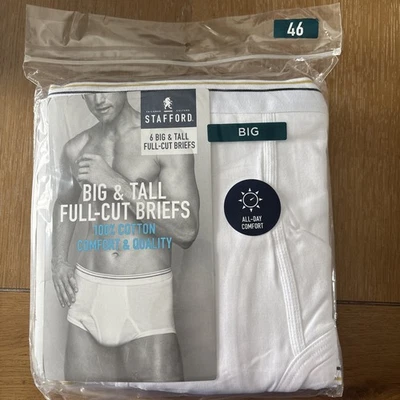 46
STAFFORD
6 BIG & TALL
FULL-CUT BRIEFS
BIG
BIG & TALL
FULL-CUT BRIEFS
100% COTTON
COMFORT & QUALITY
ALL-DAY
COMFORT